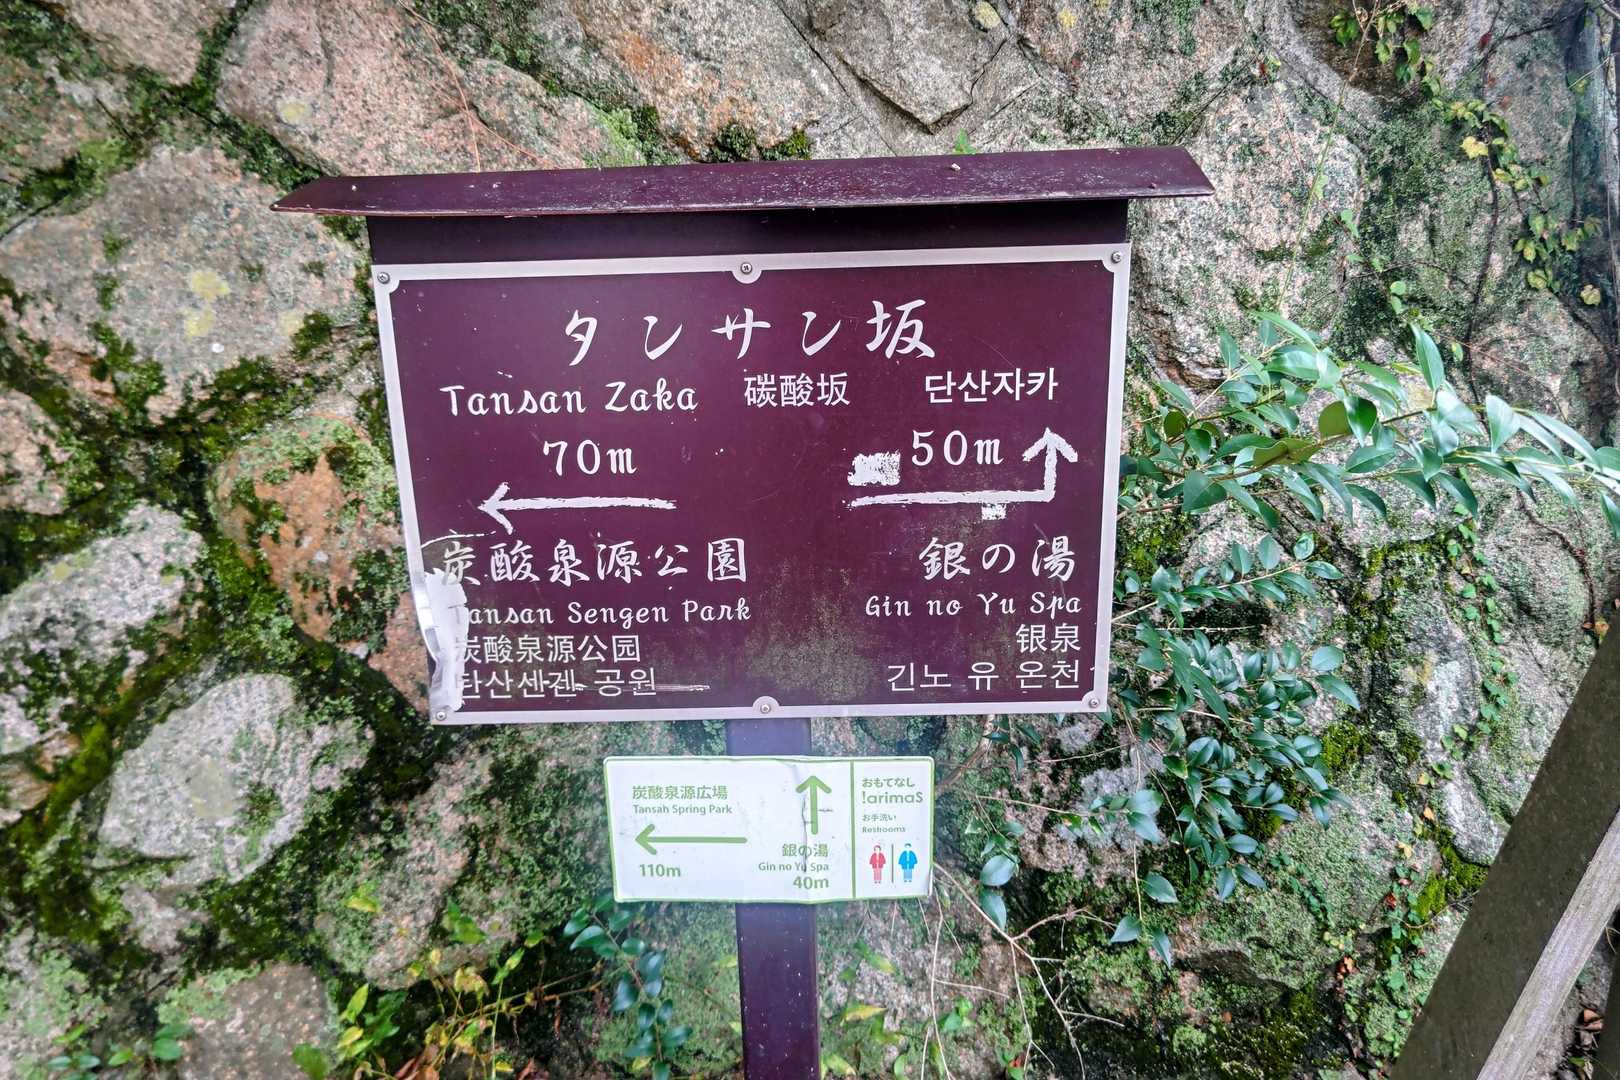 タンサン坂
Tansan Zaka 碳酸坂 단산자카
70m
50m
炭酸泉源公園
Tansan Sengen Park
炭酸泉源公园
단산센겐 공원
銀の湯
Gin no Yu Spa
银泉
긴노 유 온천
炭酸泉源広場
Tansah Spring Park
110m
銀の湯
Gin no Yu Spa
40m
おもてなし
!arimaS
お手洗い
Restrooms